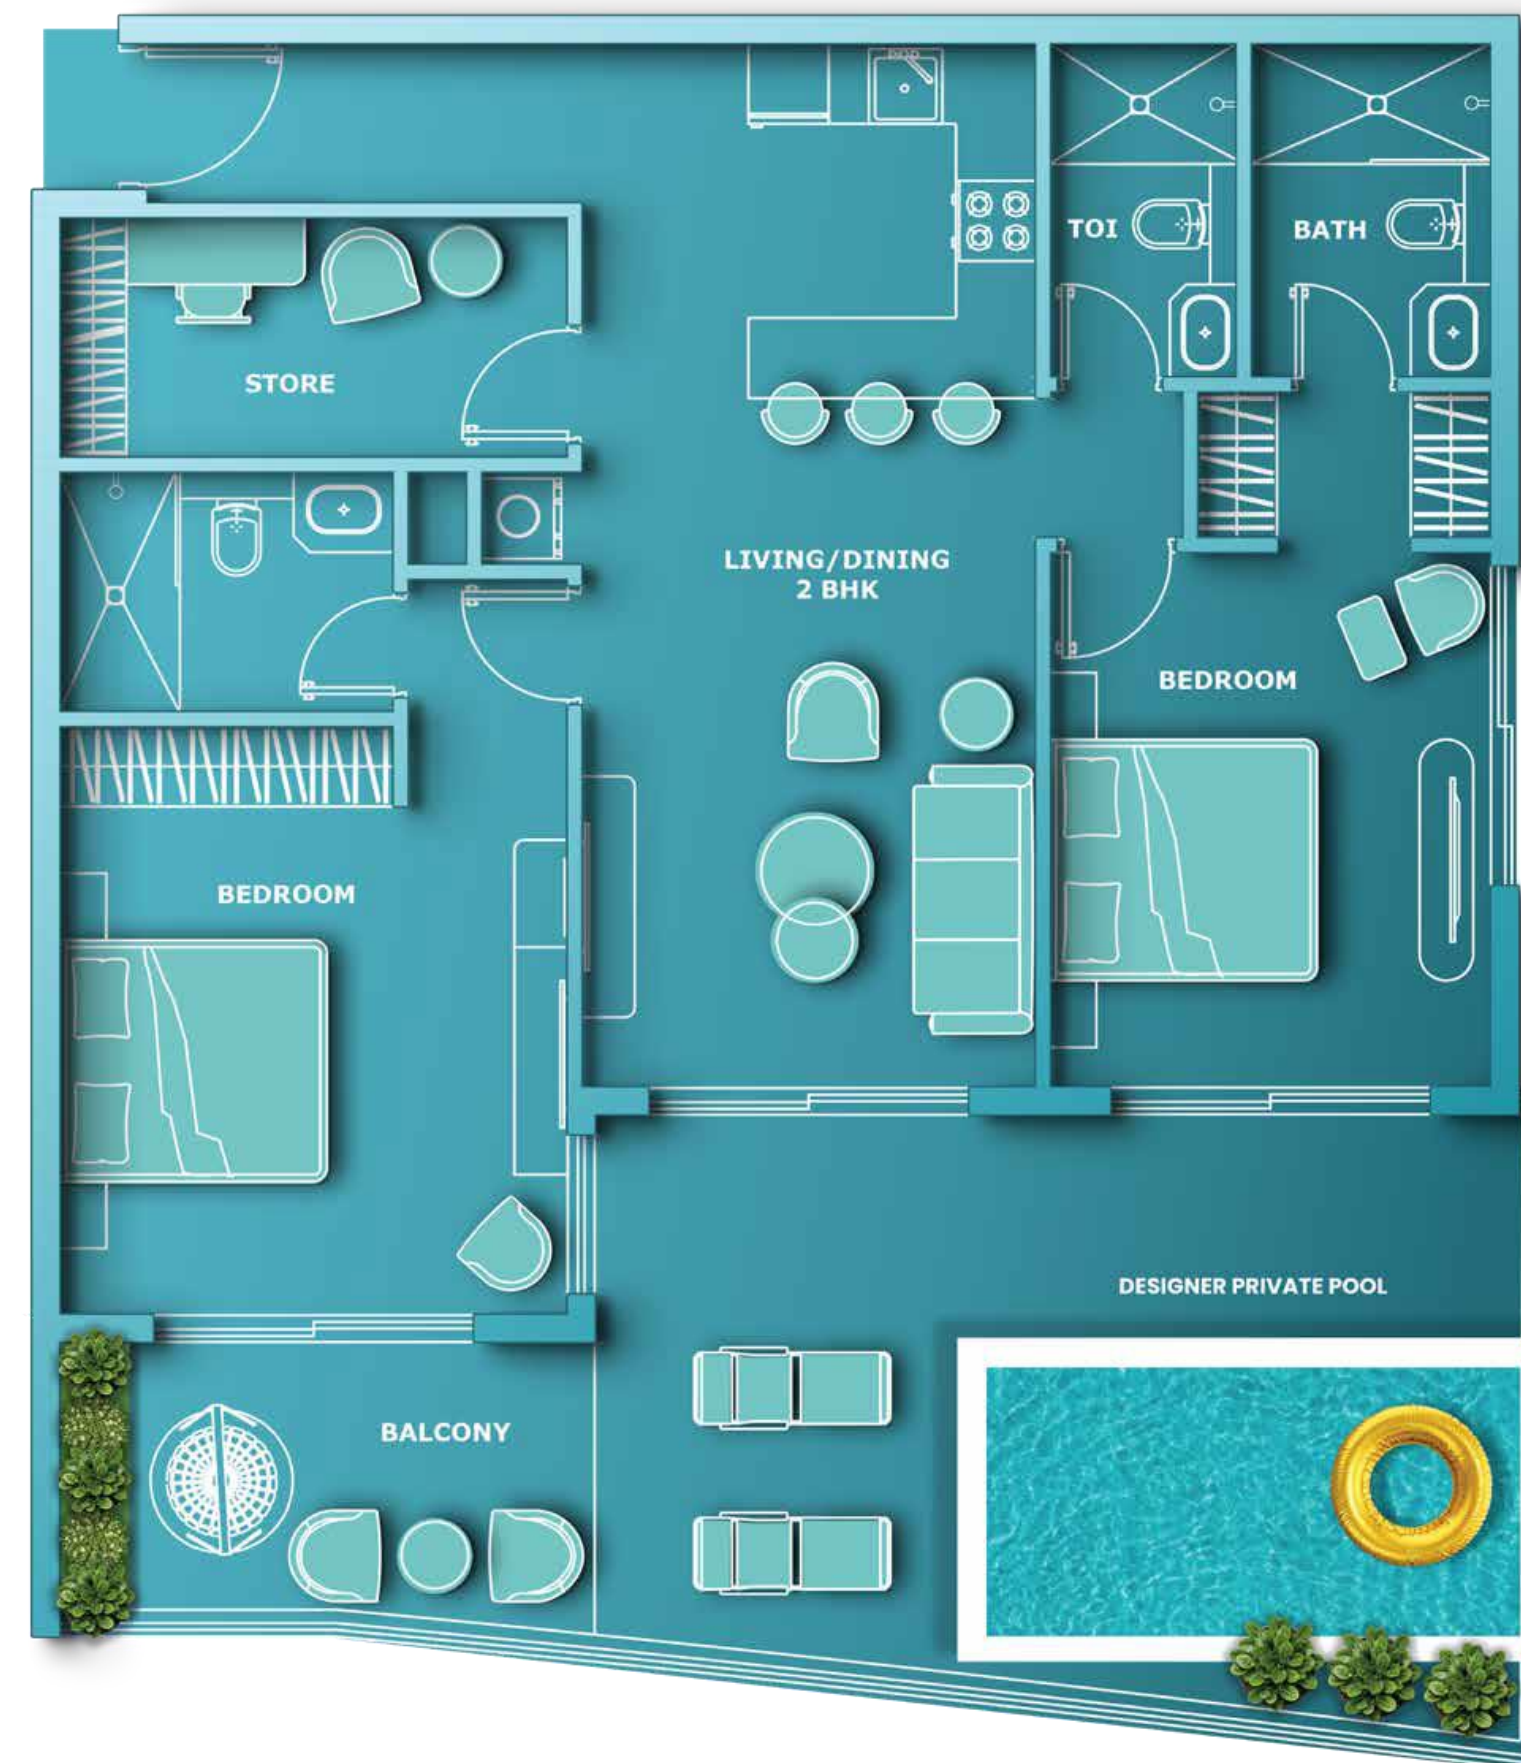 TOI
BATH
STORE
LIVING/DINING
2 BHK
BEDROOM
BEDROOM
DESIGNER PRIVATE POOL
BALCONY